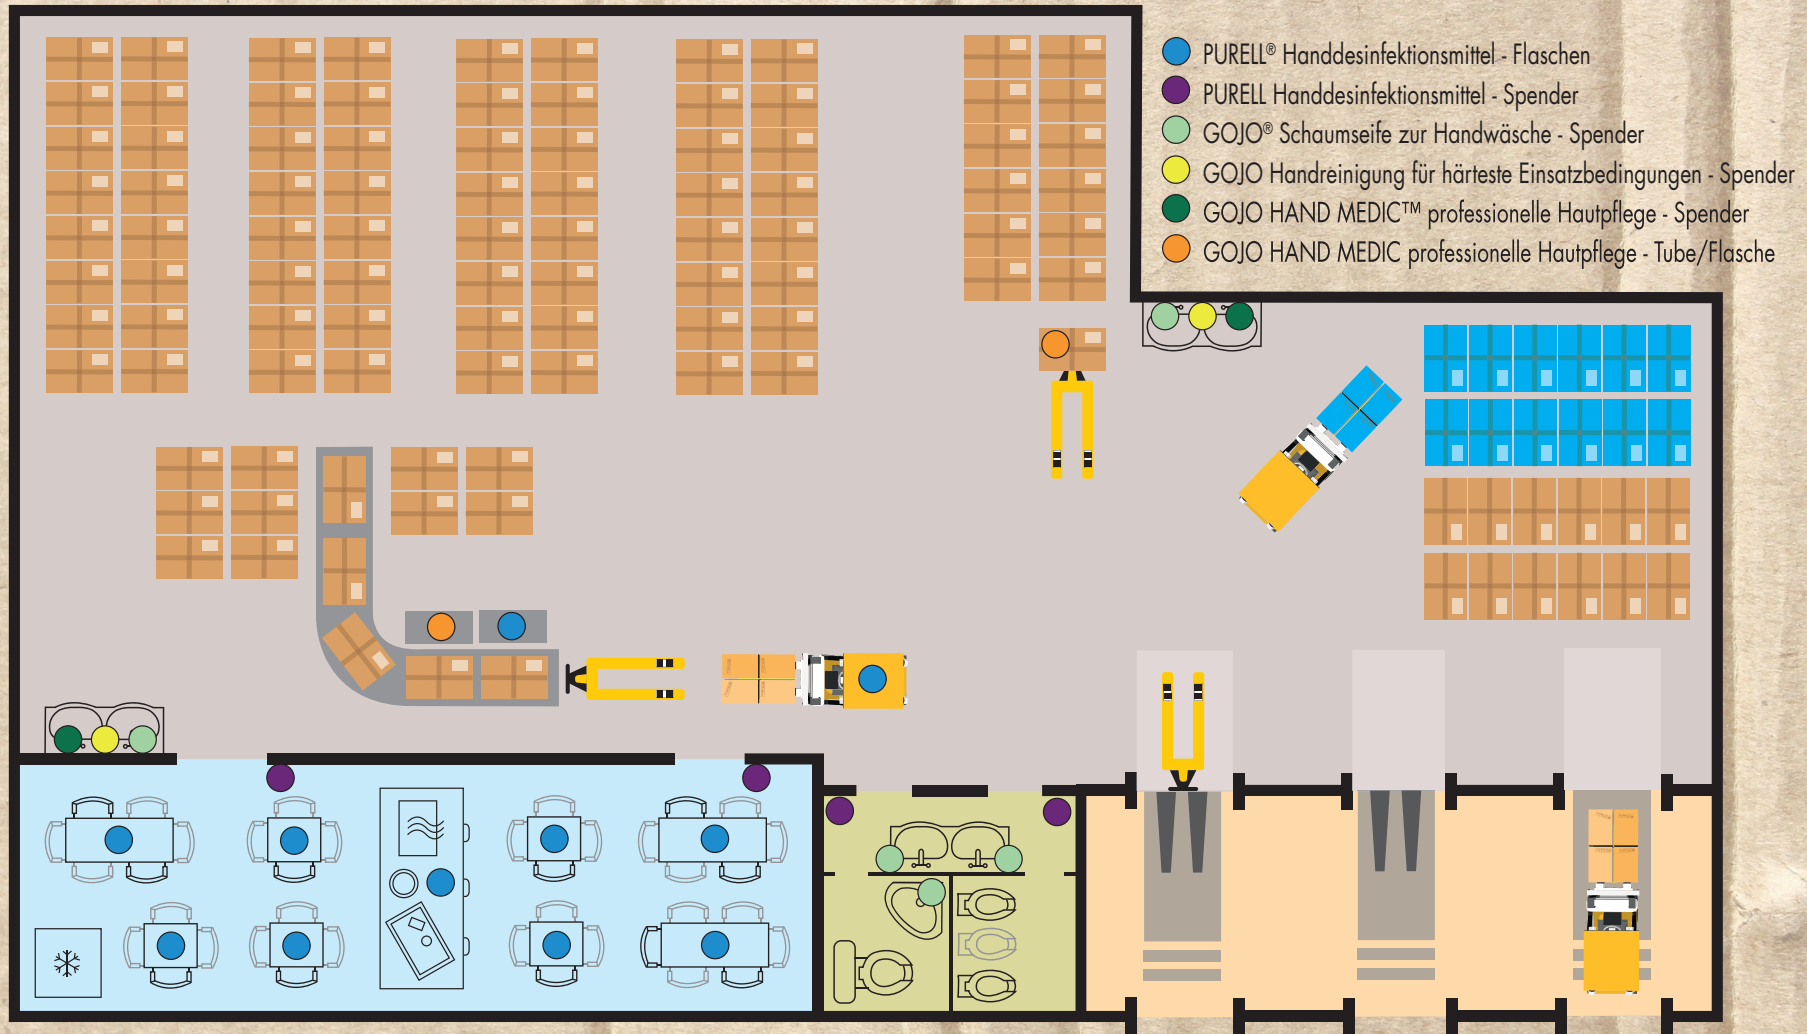 PURELL® Handdesinfektionsmittel - Flaschen
PURELL Handdesinfektionsmittel - Spender
GOJO® Schaumseife zur Handwäsche - Spender
GOJO Handreinigung für härteste Einsatzbedingungen - Spender
GOJO HAND MEDIC™ professionelle Hautpflege - Spender
GOJO HAND MEDIC professionelle Hautpflege - Tube/Flasche